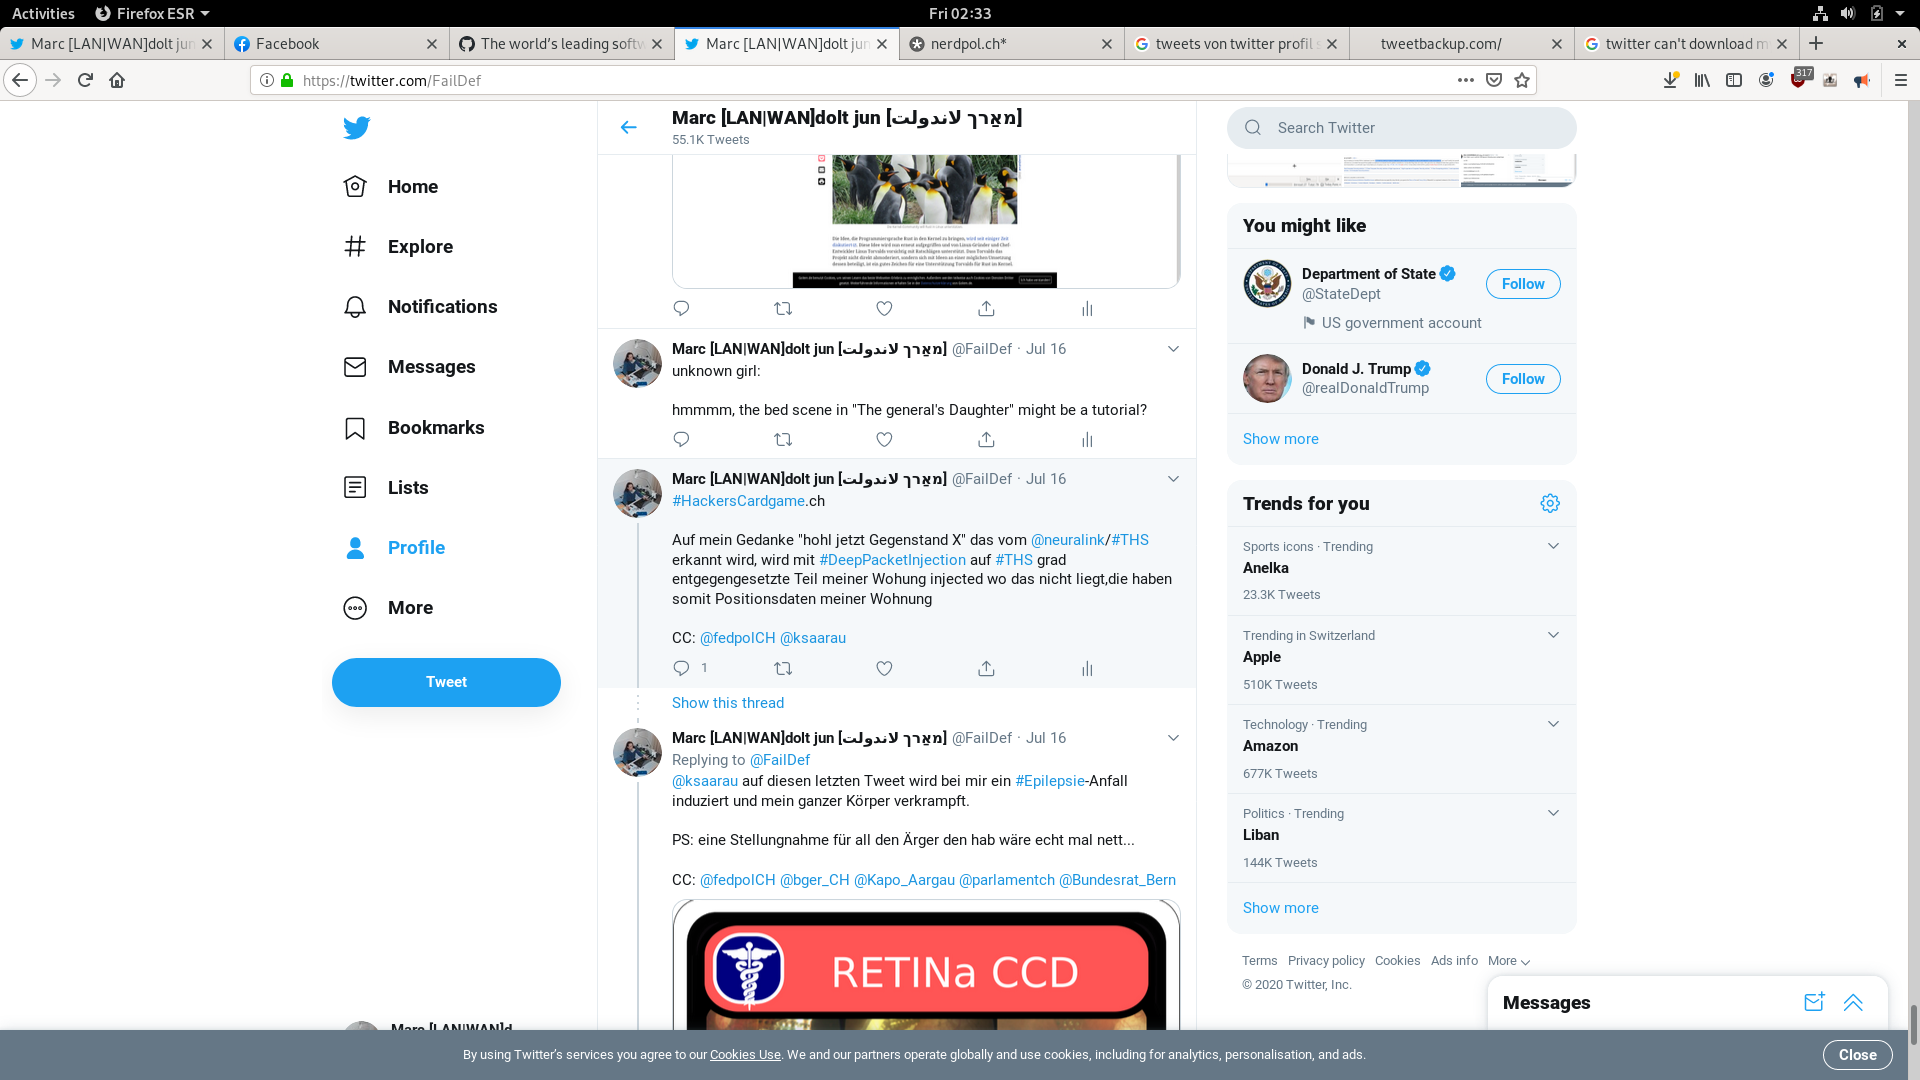 Activities
Firefox ESR
Fri 02:33
Marc [LAN|WAN]dolt jun
Facebook
The world's leading softw
Marc [LAN|WAN]dolt jun
nerdpol.ch*
tweets von twitter profil s
tweetbackup.com/
twitter can't download m
https://twitter.com/FailDef
317
Home
Explore
Notifications
Messages
Bookmarks
Lists
Profile
More
Tweet
Marc [LAN|WAN]d
Marc [LAN|WAN]dolt jun [מאַרך לאנדולת]
55.1K Tweets
Marc [LAN|WAN]dolt jun [מאַרך לאנדולת] @FailDef · Jul 16
unknown girl:
hmmmm, the bed scene in "The general's Daughter" might be a tutorial?
Marc [LAN|WAN]dolt jun [מאַרך לאנדולת] @FailDef · Jul 16
#HackersCardgame.ch
Auf mein Gedanke "hohl jetzt Gegenstand X" das vom @neuralink/#THS
erkannt wird, wird mit #DeepPacketInjection auf #THS grad
entgegengesetzte Teil meiner Wohung injected wo das nicht liegt,die haben
somit Positionsdaten meiner Wohnung
CC: @fedpolCH @ksaarau
1
Show this thread
Marc [LAN|WAN]dolt jun [מאַרך לאנדולת] @FailDef · Jul 16
Replying to @FailDef
@ksaarau auf diesen letzten Tweet wird bei mir ein #Epilepsie-Anfall
induziert und mein ganzer Körper verkrampft.
PS: eine Stellungnahme für all den Ärger den hab wäre echt mal nett...
CC: @fedpolCH @bger_CH @Kapo_Aargau @parlamentch @Bundesrat_Bern
RETINa CCD
Search Twitter
You might like
Department of State
@StateDept
Follow
US government account
Donald J. Trump
@realDonaldTrump
Follow
Show more
Trends for you
Sports icons · Trending
Anelka
23.3K Tweets
Trending in Switzerland
Apple
510K Tweets
Technology · Trending
Amazon
677K Tweets
Politics · Trending
Liban
144K Tweets
Show more
Terms Privacy policy Cookies Ads info More
© 2020 Twitter, Inc.
Messages
By using Twitter's services you agree to our Cookies Use. We and our partners operate globally and use cookies, including for analytics, personalisation, and ads.
Close